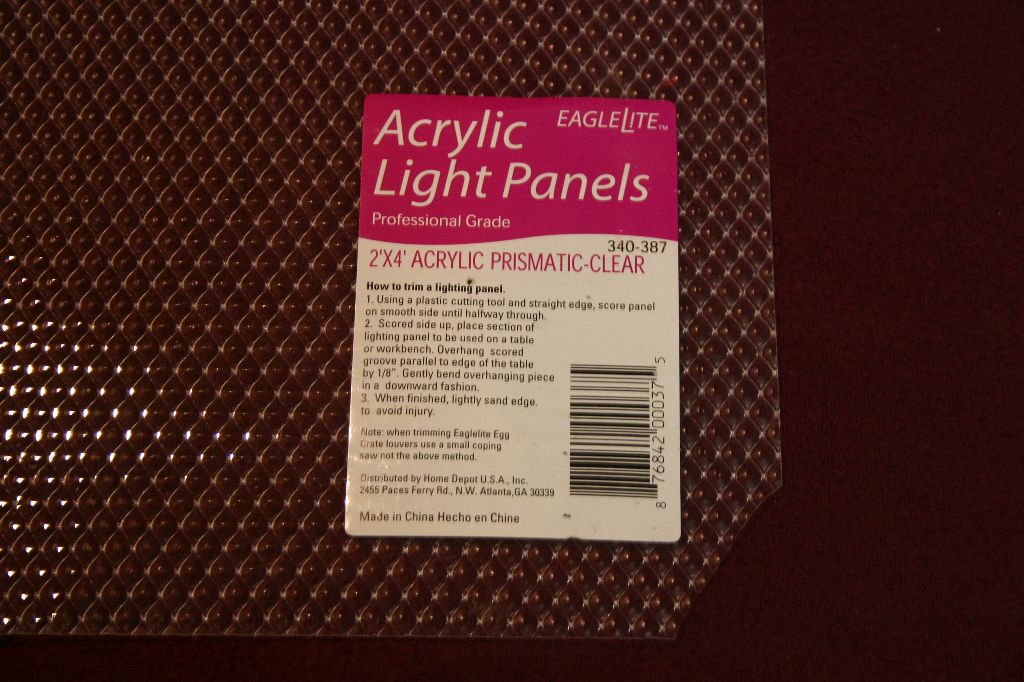 Acrylic EAGLELITE™
Light Panels
Professional Grade
340-387
2'X4' ACRYLIC PRISMATIC-CLEAR
How to trim a lighting panel.
1. Using a plastic cutting tool and straight edge, score panel
on smooth side until halfway through.
2. Scored side up, place section of
lighting panel to be used on a table
or workbench. Overhang scored
groove parallel to edge of the table
by 1/8". Gently bend overhanging piece
in a downward fashion.
3. When finished, lightly sand edge.
to avoid injury.
Note: when trimming Eaglelite Egg
Crate louvers use a small coping
saw not the above method.
Distributed by Home Depot U.S.A., Inc.
2455 Paces Ferry Rd., N.W. Atlanta,GA 30339
Made in China Hecho en Chine
8 76842 00037 5